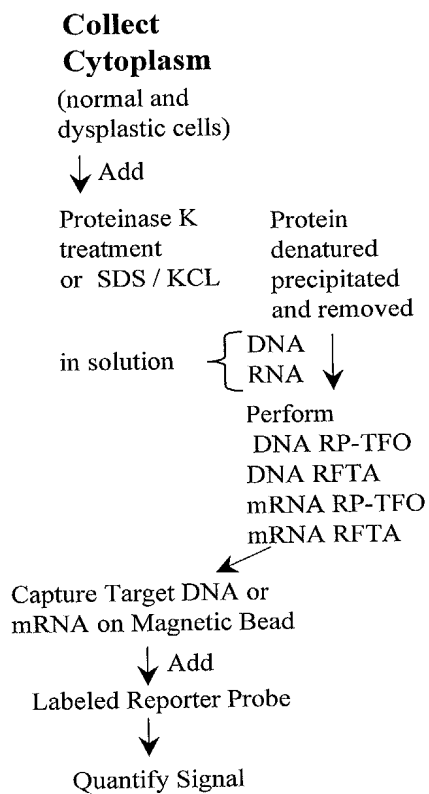 Collect
Cytoplasm
(normal and
dysplastic cells)
Add
Proteinase K
treatment
or SDS / KCL
Protein
denatured
precipitated
and removed
in solution
DNA
RNA
Perform
DNA RP-TFO
DNA RFTA
mRNA RP-TFO
mRNA RFTA
Capture Target DNA or
mRNA on Magnetic Bead
Add
Labeled Reporter Probe
Quantify Signal